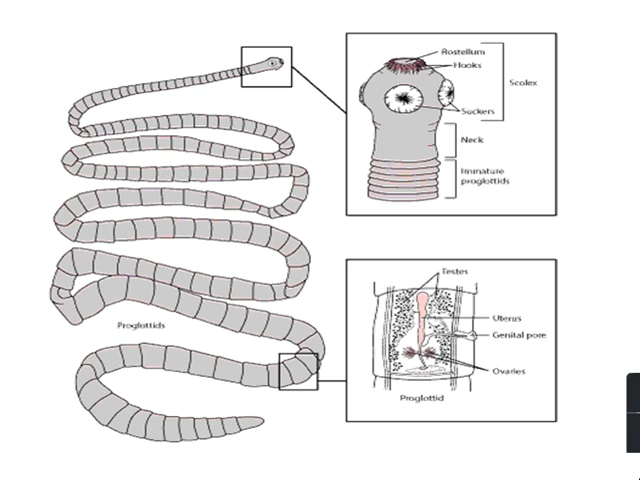 Rostellum
Hooks
Scolex
Suckers
Neck
Immature
proglottids
Testes
Uterus
Genital pore
Ovaries
Proglottid
Proglottids